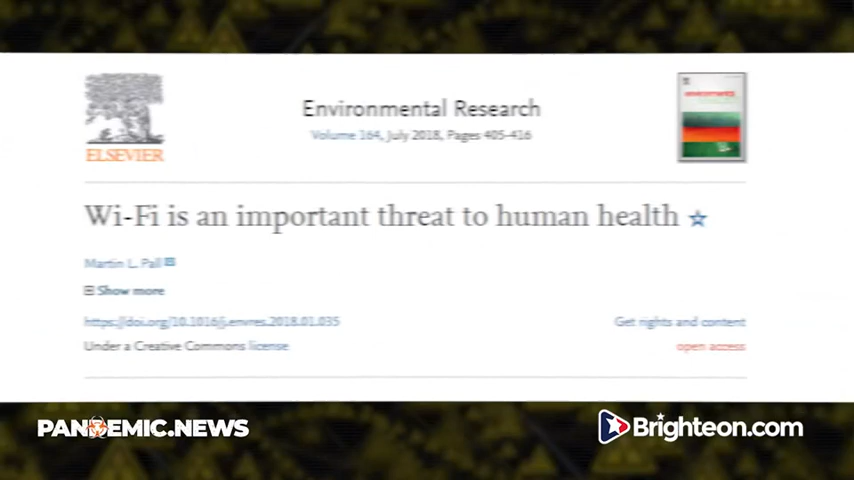 ELSEVIER
Environmental Research
Volume 164, July 2018, Pages 405-416
Wi-Fi is an important threat to human health ☆
Martin L. Pall
Show more
https://doi.org/10.1016/j.envres.2018.01.035
Get rights and content
Under a Creative Commons license
open access
PANDEMIC.NEWS
Brighteon.com